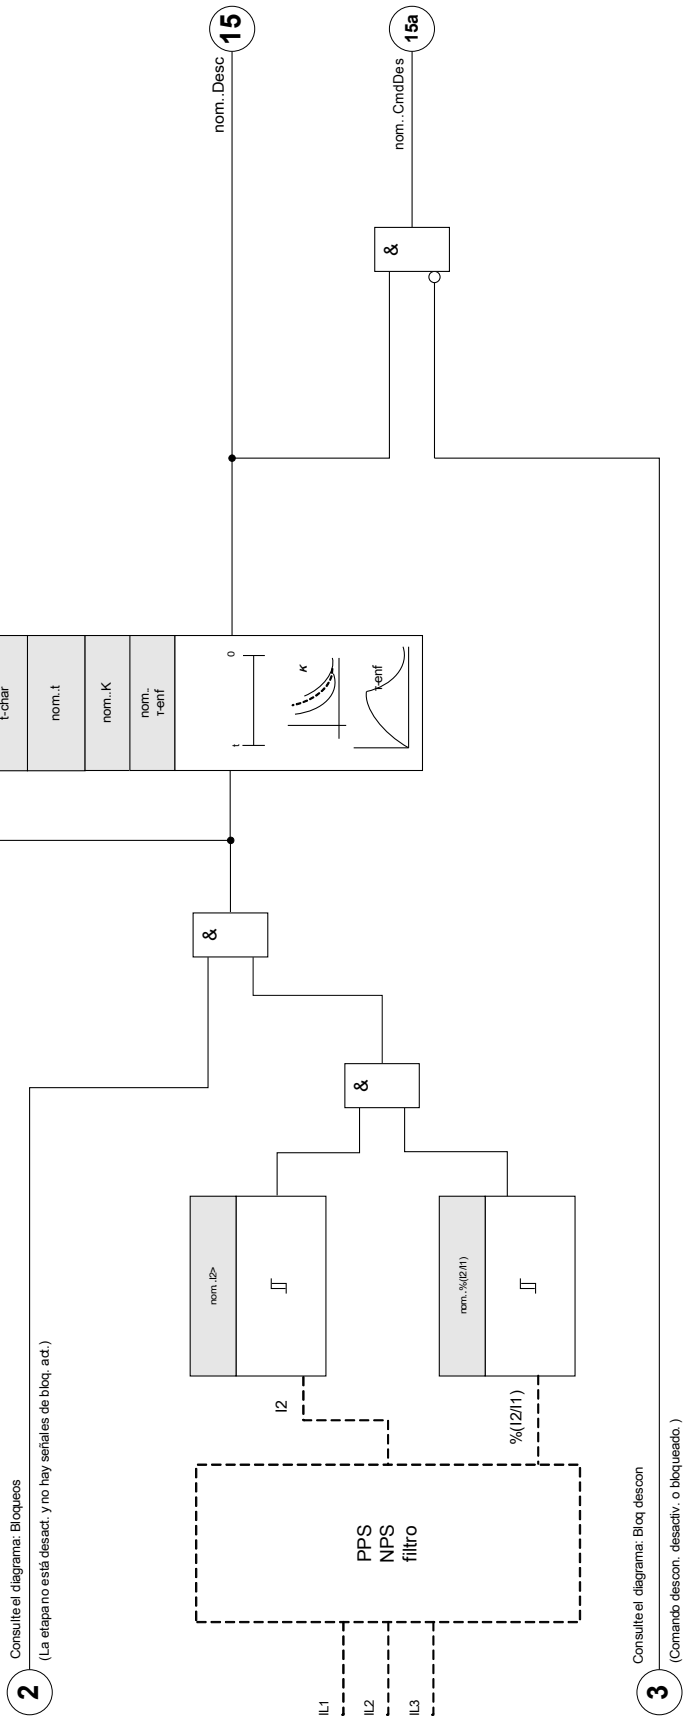 2
Consulte el diagrama: Bloqueos
(La etapa no está desact. y no hay señales de bloq. act.)
IL1
IL2
IL3
PPS
NPS
filtro
I2
%(I2/I1)
nom..I2>
nom..%(I2/I1)
&
&
t-char
nom..t
nom..K
nom..
τ-enf
t
0
K
τ-enf
&
nom..Desc
15
nom..CmdDes
15a
3
Consulte el diagrama: Bloq descon
(Comando descon. desactiv. o bloqueado. )